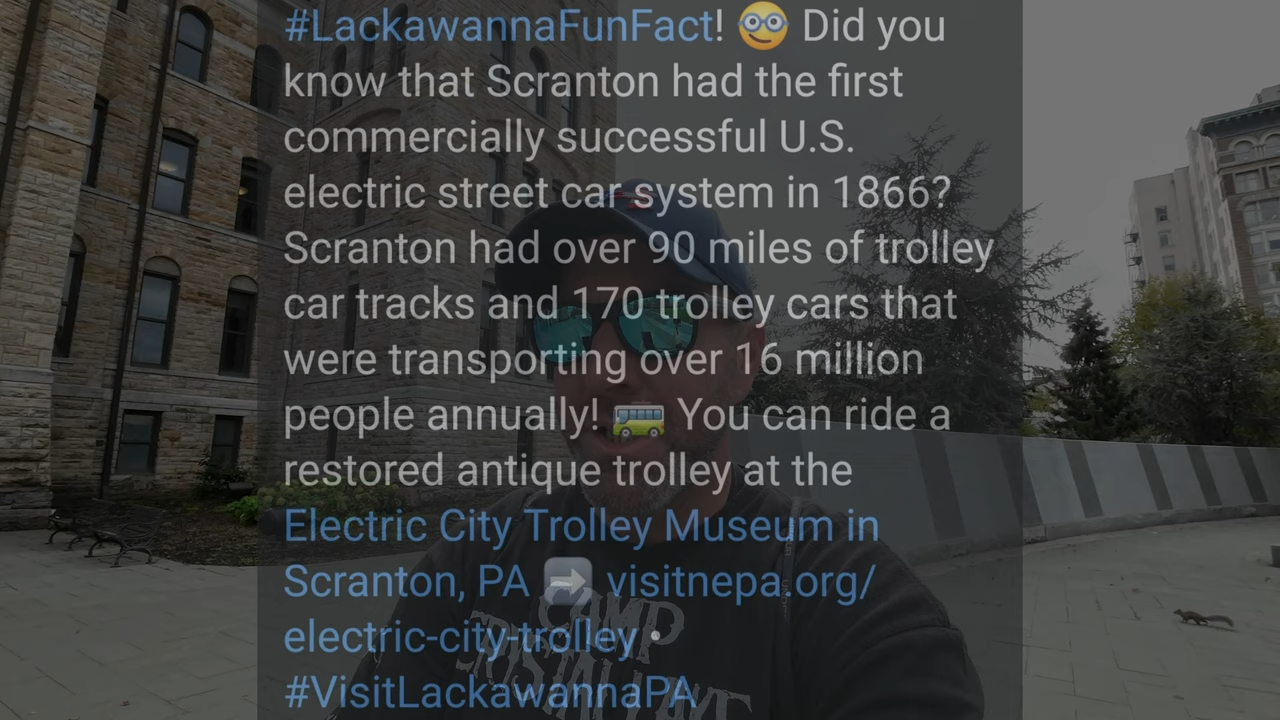 #LackawannaFunFact! 🤓 Did you
know that Scranton had the first
commercially successful U.S.
electric street car system in 1866?
Scranton had over 90 miles of trolley
car tracks and 170 trolley cars that
were transporting over 16 million
people annually! 🚌 You can ride a
restored antique trolley at the
Electric City Trolley Museum in
Scranton, PA ➡️ visitnepa.org/
electric-city-trolley •
#VisitLackawannaPA
CAMP
CRYSTAL LAKE